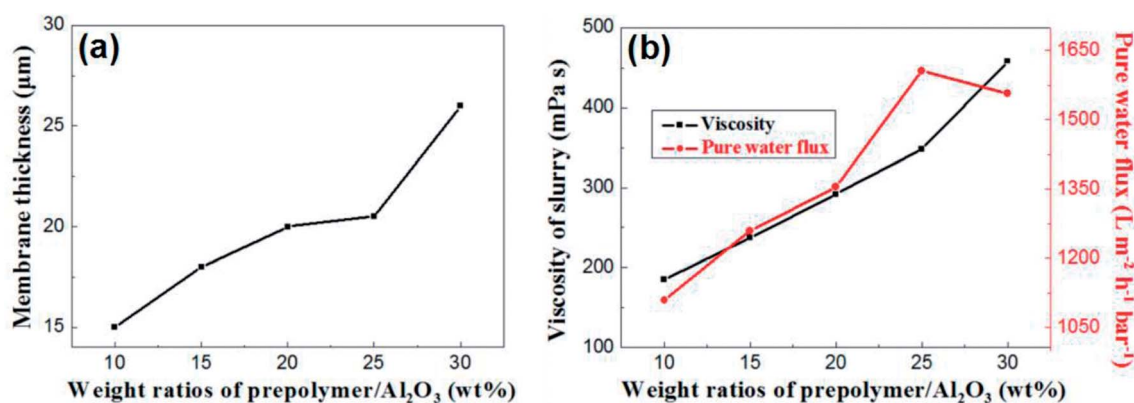 (a)
Membrane thickness (μm)
30
25
20
15
10 15 20 25 30
Weight ratios of prepolymer/Al₂O₃ (wt%)
(b)
Viscosity of slurry (mPa s)
500
400
300
200
100
Viscosity
Pure water flux
10 15 20 25 30
Weight ratios of prepolymer/Al₂O₃ (wt%)
1650
1500
1350
1200
1050
Pure water flux (L m⁻² h⁻¹ bar⁻¹)